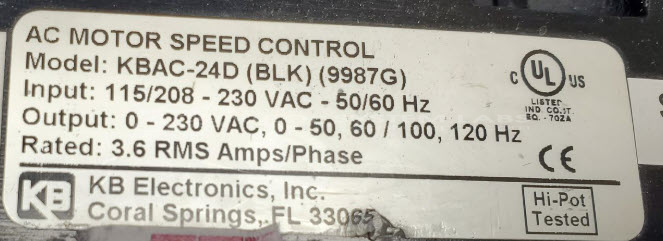 AC MOTOR SPEED CONTROL
Model: KBAC-24D (BLK) (9987G)
Input: 115/208 - 230 VAC - 50/60 Hz
Output: 0 - 230 VAC, 0 - 50, 60 / 100, 120 Hz
Rated: 3.6 RMS Amps/Phase
C UL US
LISTED
IND. CO.'T.
EQ. - 70ZA
CE
KB
KB Electronics, Inc.
Coral Springs, FL 33065
Hi-Pot
Tested